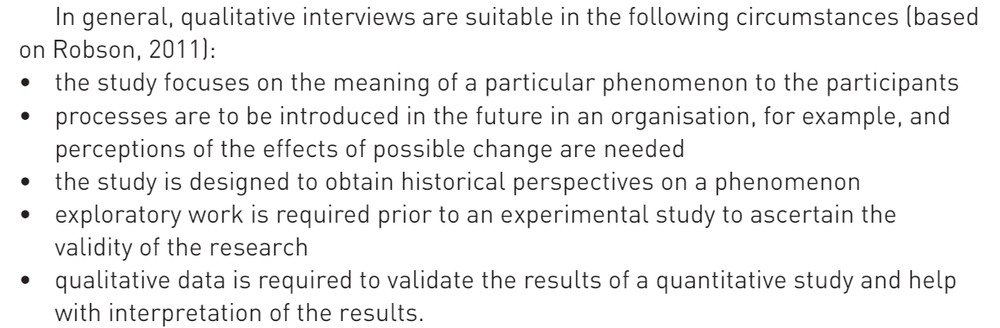 In general, qualitative interviews are suitable in the following circumstances (based
on Robson, 2011):
• the study focuses on the meaning of a particular phenomenon to the participants
• processes are to be introduced in the future in an organisation, for example, and
perceptions of the effects of possible change are needed
• the study is designed to obtain historical perspectives on a phenomenon
• exploratory work is required prior to an experimental study to ascertain the
validity of the research
• qualitative data is required to validate the results of a quantitative study and help
with interpretation of the results.